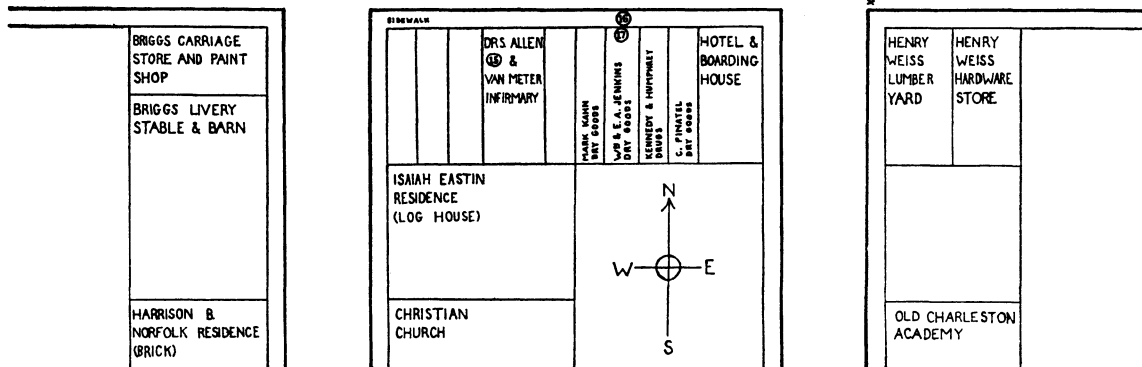 BRIGGS CARRIAGE
STORE AND PAINT
SHOP
BRIGGS LIVERY
STABLE & BARN
HARRISON B.
NORFOLK RESIDENCE
(BRICK)
SIDEWALK
16
17
DRS. ALLEN
15 &
VAN METER
INFIRMARY
MARK KAHN
DRY GOODS
WB & E.A. JENKINS
DRY GOODS
KENNEDY & HUMPHREY
DRUGS
C. PINATEL
DRY GOODS
HOTEL &
BOARDING
HOUSE
ISAIAH EASTIN
RESIDENCE
(LOG HOUSE)
CHRISTIAN
CHURCH
N
W E
S
HENRY
WEISS
LUMBER
YARD
HENRY
WEISS
HARDWARE
STORE
OLD CHARLESTON
ACADEMY